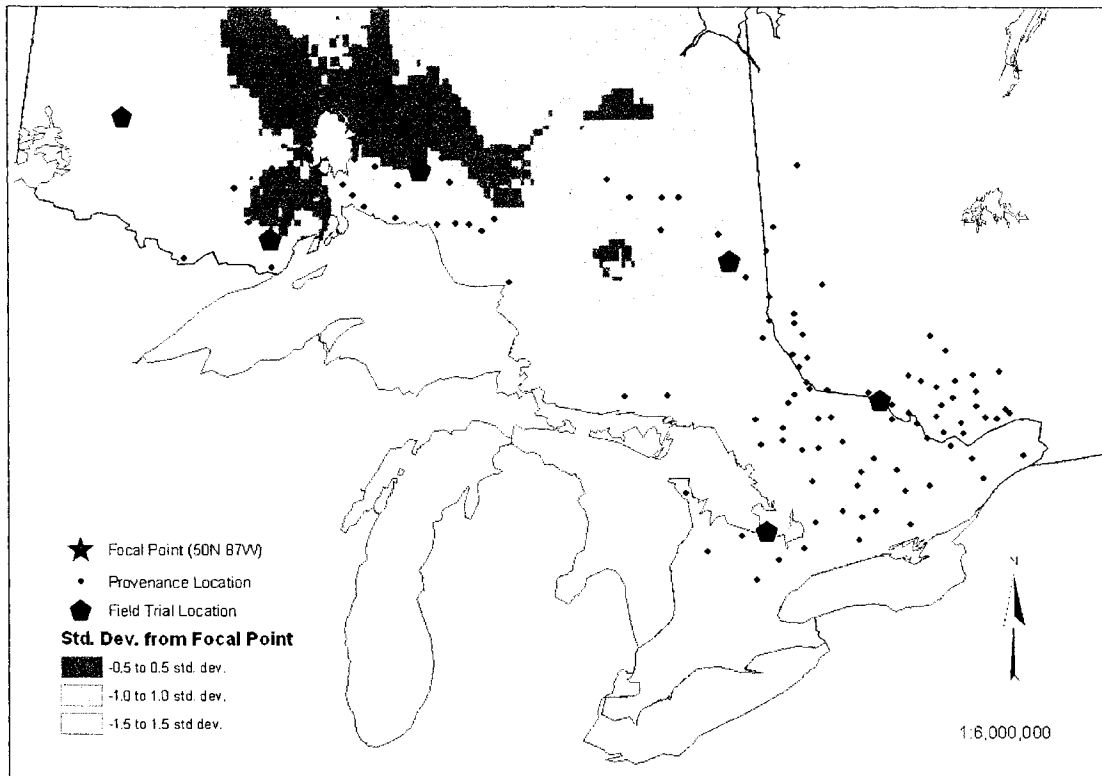 Focal Point (50N 87W)
Provenance Location
Field Trial Location
Std. Dev. from Focal Point
-0.5 to 0.5 std. dev.
-1.0 to 1.0 std. dev.
-1.5 to 1.5 std dev.
N
1:6,000,000